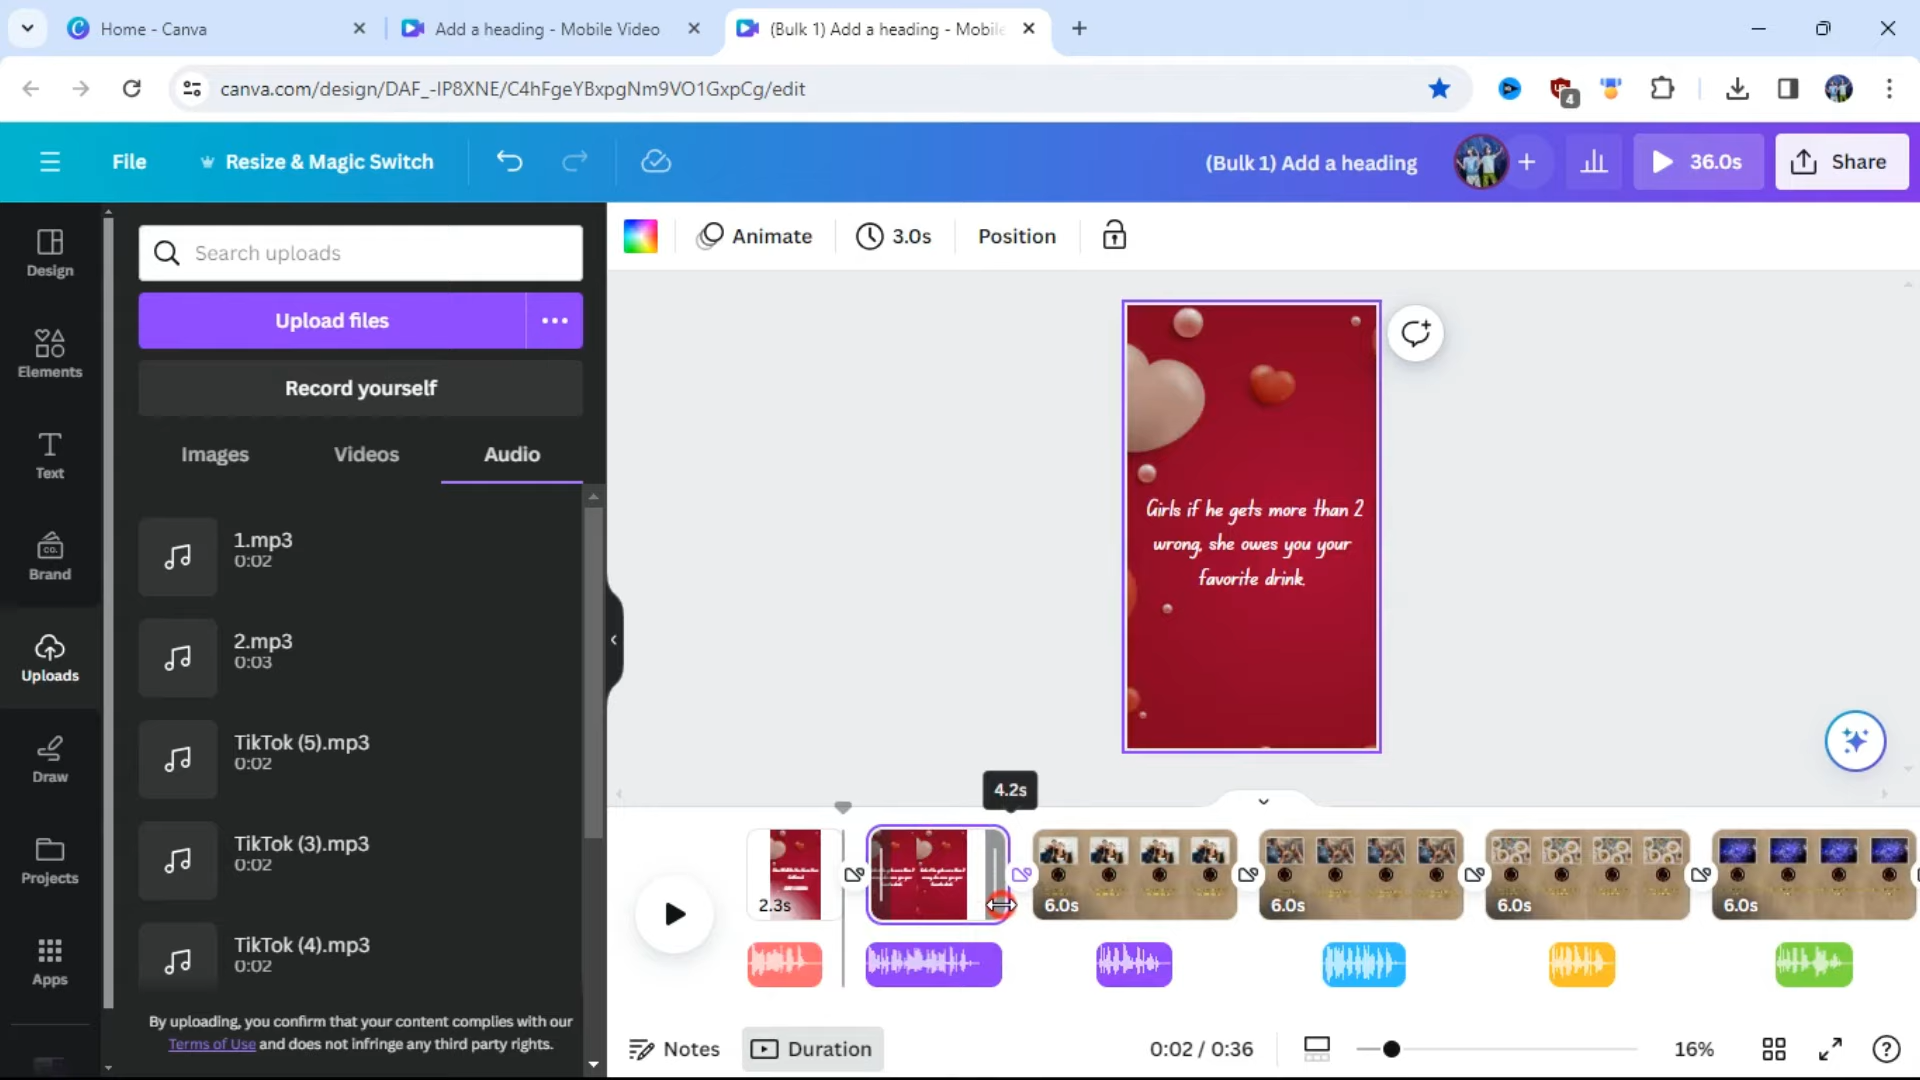 Home - Canva
Add a heading - Mobile Video
(Bulk 1) Add a heading - Mobile
canva.com/design/DAF_-IP8XNE/C4hFgeYBxpgNm9VO1GxpCg/edit
4
File
Resize & Magic Switch
(Bulk 1) Add a heading
36.0s
Share
Design
Elements
Text
Brand
Uploads
Draw
Projects
Apps
Search uploads
Upload files
Record yourself
Images
Videos
Audio
1.mp3
0:02
2.mp3
0:03
TikTok (5).mp3
0:02
TikTok (3).mp3
0:02
TikTok (4).mp3
0:02
By uploading, you confirm that your content complies with our
Terms of Use and does not infringe any third party rights.
Animate
3.0s
Position
Girls if he gets more than 2
wrong, she owes you your
favorite drink.
4.2s
2.3s
6.0s
6.0s
6.0s
6.0s
Notes
Duration
0:02 / 0:36
16%